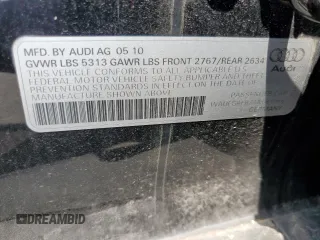 MFD. BY AUDI AG 05 10
GVWR LBS 5313 GAWR LBS FRONT 2767/REAR 2634
THIS VEHICLE CONFORMS TO ALL APPLICABLE U.S.
FEDERAL MOTOR VEHICLE SAFETY BUMPER AND THEFT
PREVENTION STANDARDS IN EFFECT ON THE DATE OF
MANUFACTURE SHOWN ABOVE
Audi
DREAMBID